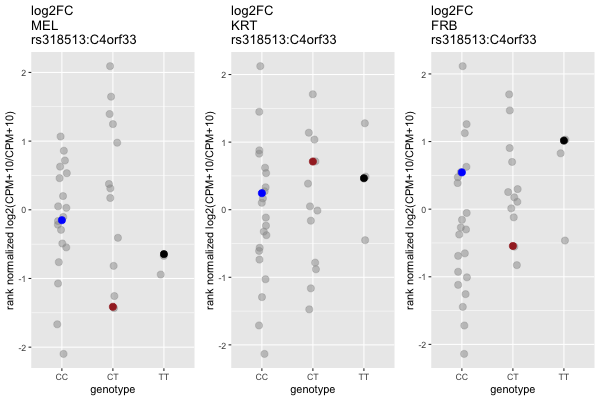 log2FC
MEL
rs318513:C4orf33
rank normalized log2(CPM+10/CPM+10)
2
1
0
-1
-2
CC
CT
TT
genotype
log2FC
KRT
rs318513:C4orf33
rank normalized log2(CPM+10/CPM+10)
2
1
0
-1
-2
CC
CT
TT
genotype
log2FC
FRB
rs318513:C4orf33
rank normalized log2(CPM+10/CPM+10)
2
1
0
-1
-2
CC
CT
TT
genotype